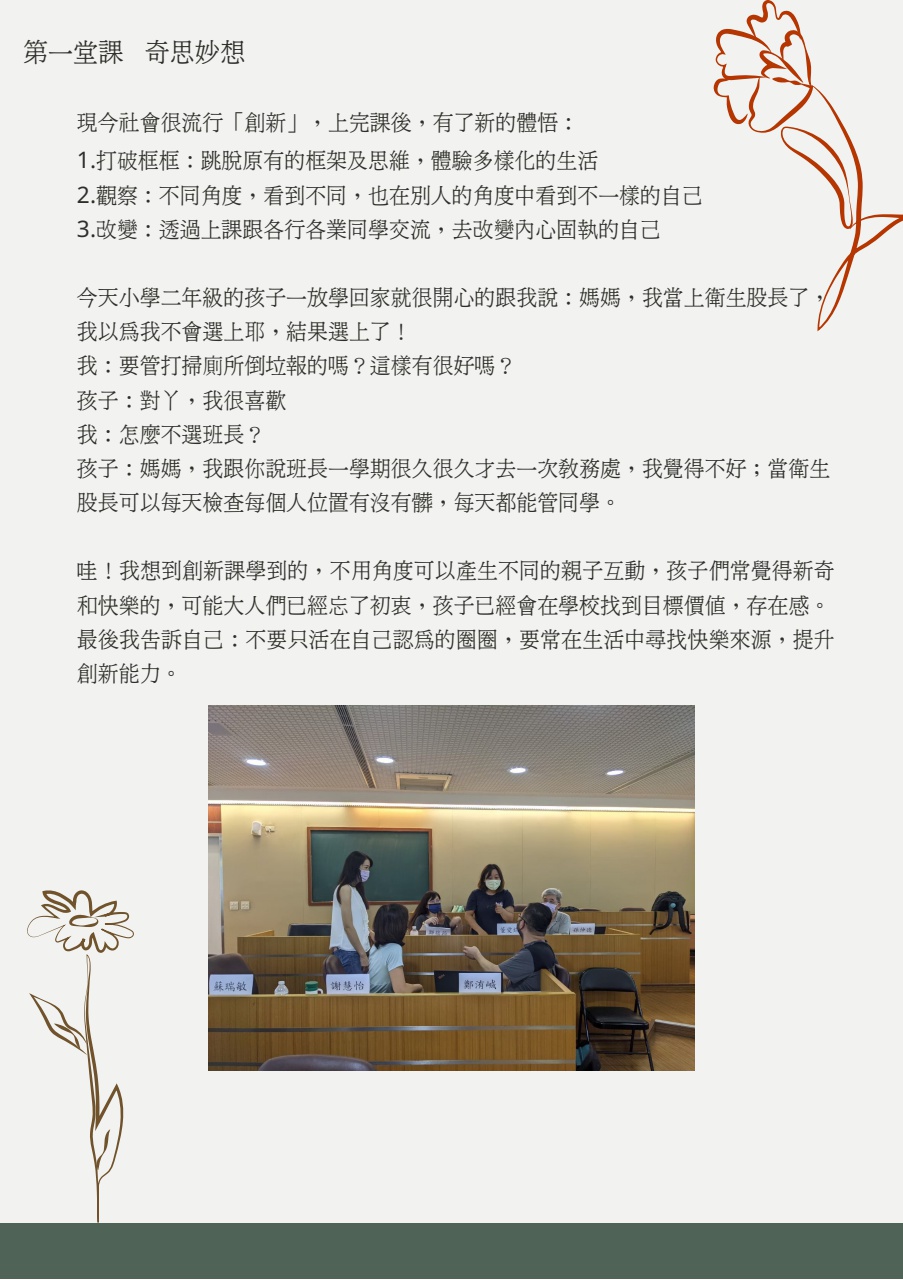 第一堂課 奇思妙想
現今社會很流行「創新」，上完課後，有了新的體悟：
1.打破框框：跳脫原有的框架及思維，體驗多樣化的生活
2.觀察：不同角度，看到不同，也在別人的角度中看到不一樣的自己
3.改變：透過上課跟各行各業同學交流，去改變內心固執的自己
今天小學二年級的孩子一放學回家就很開心的跟我說：媽媽，我當上衛生股長了，
我以為我不會選上耶，結果選上了！
我：要管打掃廁所倒垃報的嗎？這樣有很好嗎？
孩子：對丫，我很喜歡
我：怎麼不選班長？
孩子：媽媽，我跟你說班長一學期很久很久才去一次教務處，我覺得不好；當衛生
股長可以每天檢查每個人位置有沒有髒，每天都能管同學。
哇！我想到創新課學到的，不用角度可以產生不同的親子互動，孩子們常覺得新奇
和快樂的，可能大人們已經忘了初衷，孩子已經會在學校找到目標價值，存在感。
最後我告訴自己：不要只活在自己認為的圈圈，要常在生活中尋找快樂來源，提升
創新能力。
蘇瑞敏
謝慧怡